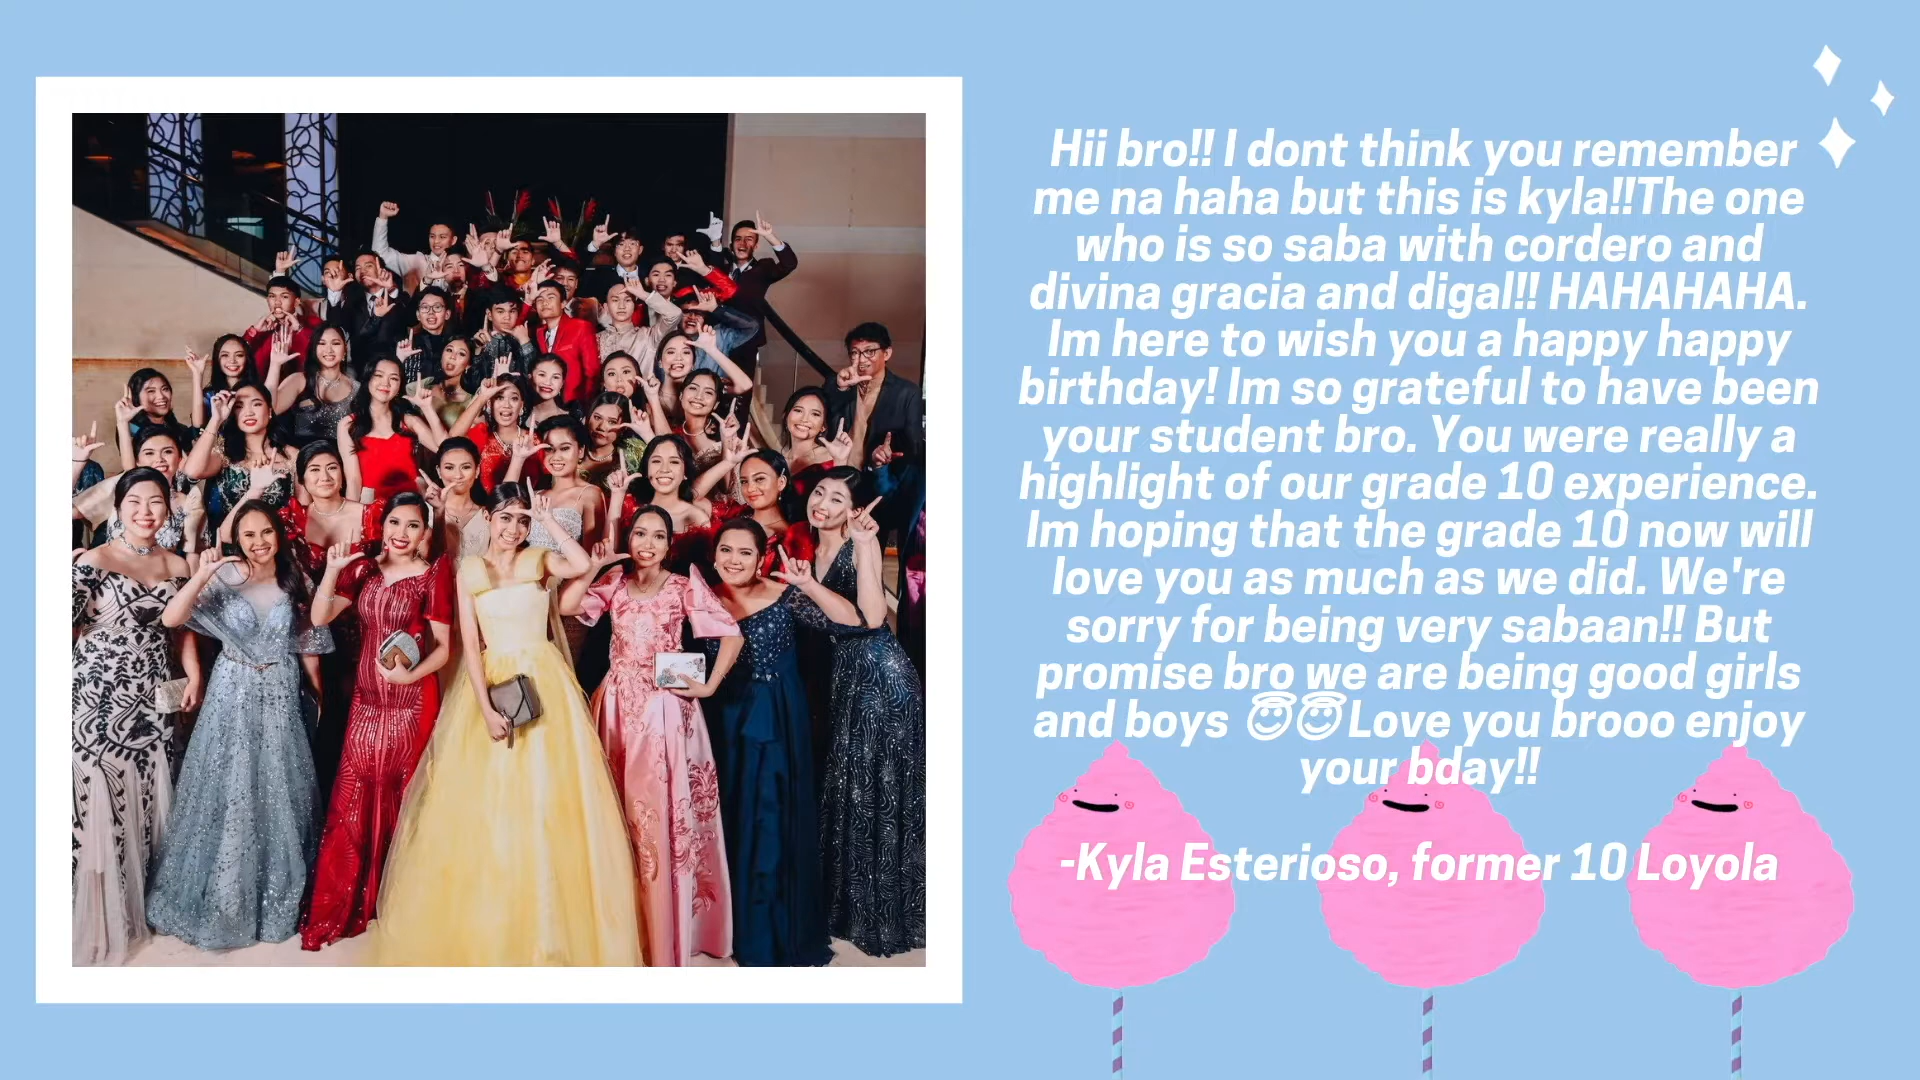 Hii bro!! I dont think you remember
me na haha but this is kyla!!The one
who is so saba with cordero and
divina gracia and digal!! HAHAHAHA.
Im here to wish you a happy happy
birthday! Im so grateful to have been
your student bro. You were really a
highlight of our grade 10 experience.
Im hoping that the grade 10 now will
love you as much as we did. We're
sorry for being very sabaan!! But
promise bro we are being good girls
and boys 😇😇Love you brooo enjoy
your bday!!
-Kyla Esterioso, former 10 Loyola